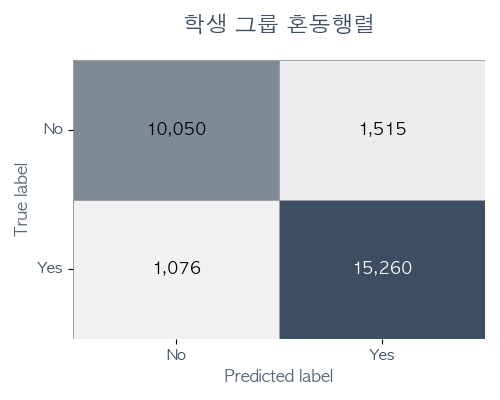 학생 그룹 혼동행렬
True label
No
10,050
1,515
Yes
1,076
15,260
No
Yes
Predicted label